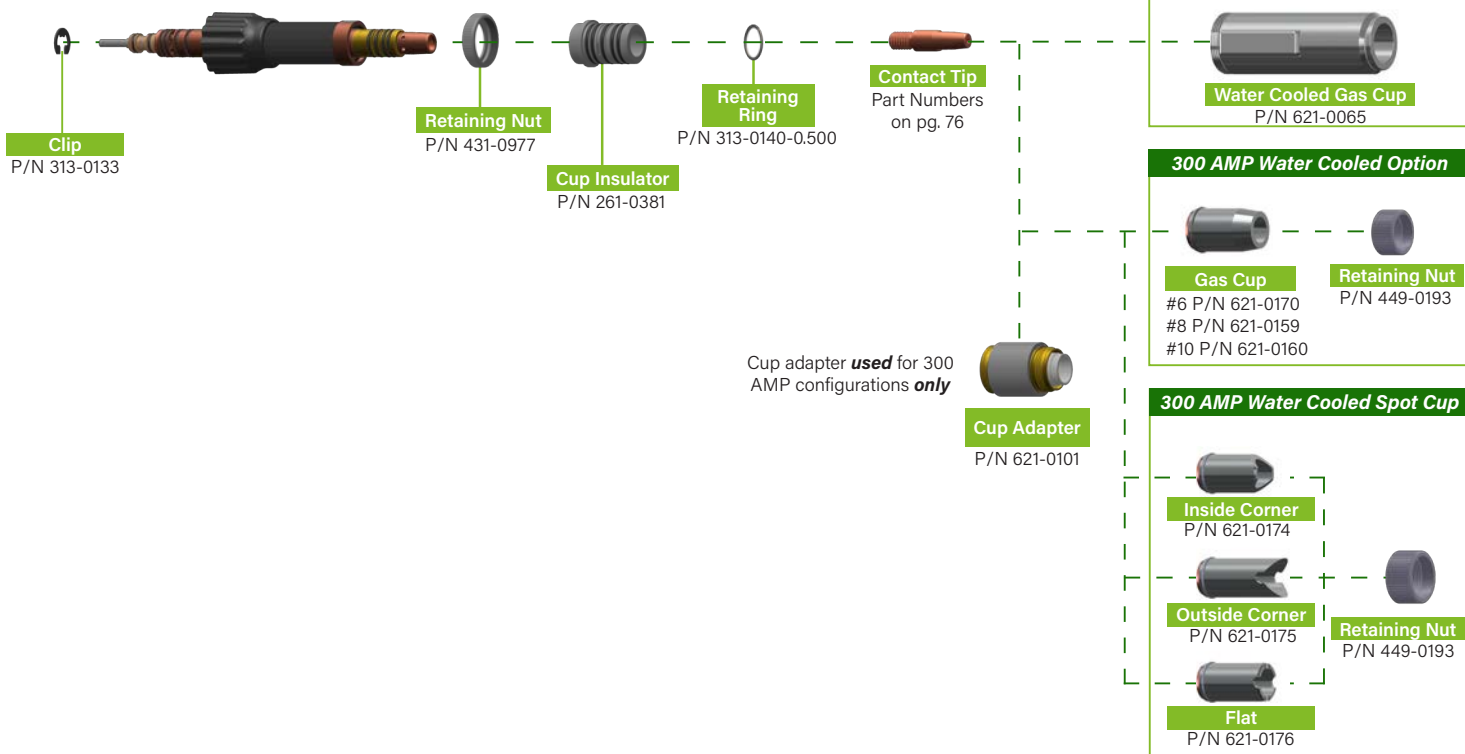 Clip
P/N 313-0133
Retaining Nut
P/N 431-0977
Cup Insulator
P/N 261-0381
Retaining
Ring
P/N 313-0140-0.500
Contact Tip
Part Numbers
on pg. 76
Water Cooled Gas Cup
P/N 621-0065
300 AMP Water Cooled Option
Gas Cup
#6 P/N 621-0170
#8 P/N 621-0159
#10 P/N 621-0160
Retaining Nut
P/N 449-0193
Cup adapter used for 300
AMP configurations only
Cup Adapter
P/N 621-0101
300 AMP Water Cooled Spot Cup
Inside Corner
P/N 621-0174
Outside Corner
P/N 621-0175
Flat
P/N 621-0176
Retaining Nut
P/N 449-0193